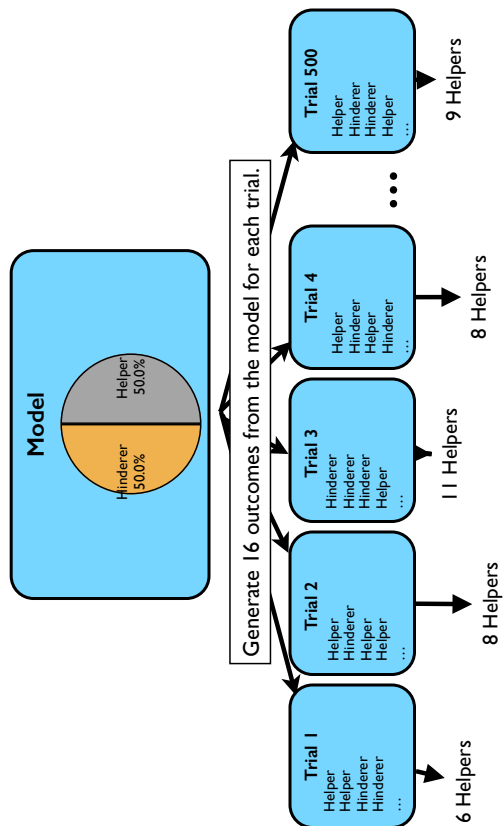 Model
Hinderer
50.0%
Helper
50.0%
Generate 16 outcomes from the model for each trial.
Trial 1
Helper
Helper
Hinderer
Hinderer
...
6 Helpers
Trial 2
Helper
Hinderer
Helper
Helper
...
8 Helpers
Trial 3
Hinderer
Hinderer
Hinderer
Helper
...
11 Helpers
Trial 4
Helper
Hinderer
Helper
Hinderer
...
8 Helpers
...
Trial 500
Helper
Hinderer
Hinderer
Helper
...
9 Helpers